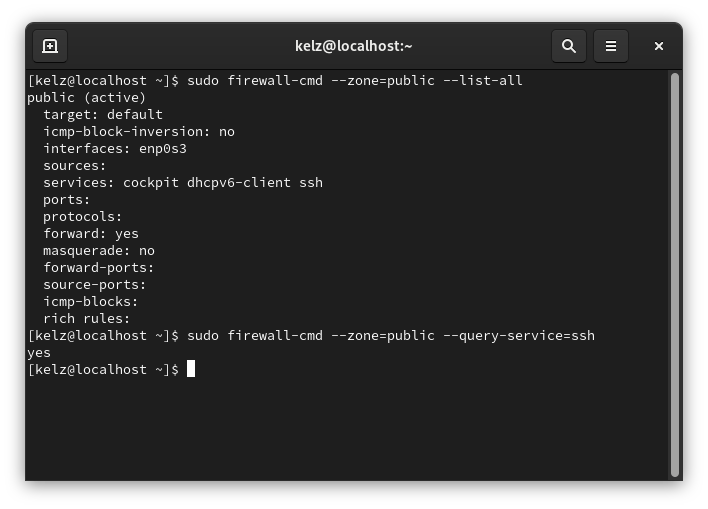 kelz@localhost:~
[kelz@localhost ~]$ sudo firewall-cmd --zone=public --list-all
public (active)
  target: default
  icmp-block-inversion: no
  interfaces: enp0s3
  sources:
  services: cockpit dhcpv6-client ssh
  ports:
  protocols:
  forward: yes
  masquerade: no
  forward-ports:
  source-ports:
  icmp-blocks:
  rich rules:
[kelz@localhost ~]$ sudo firewall-cmd --zone=public --query-service=ssh
yes
[kelz@localhost ~]$